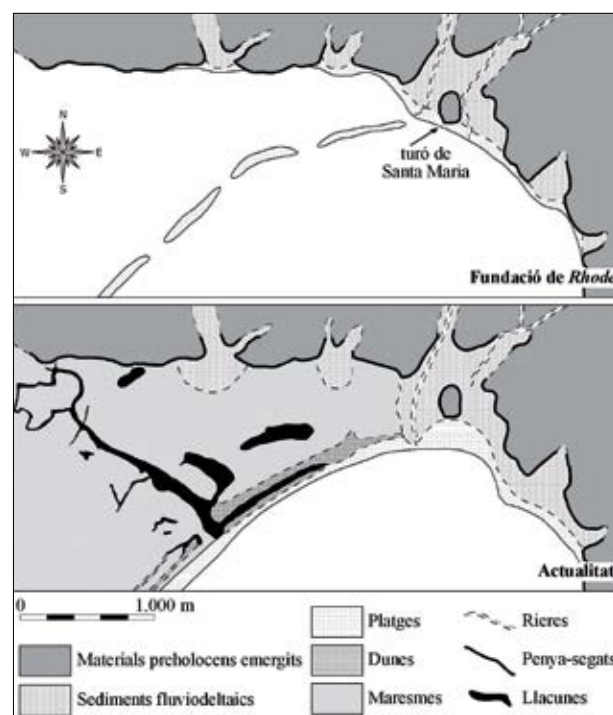 N
W E
S
turó de
Santa Maria
Fundació de Rhode
Actualitat
0 1.000 m
Platges
Rieres
Materials preholocens emergits
Dunes
Penya-segats
Sediments fluviodeltaics
Maresmes
Llacunes